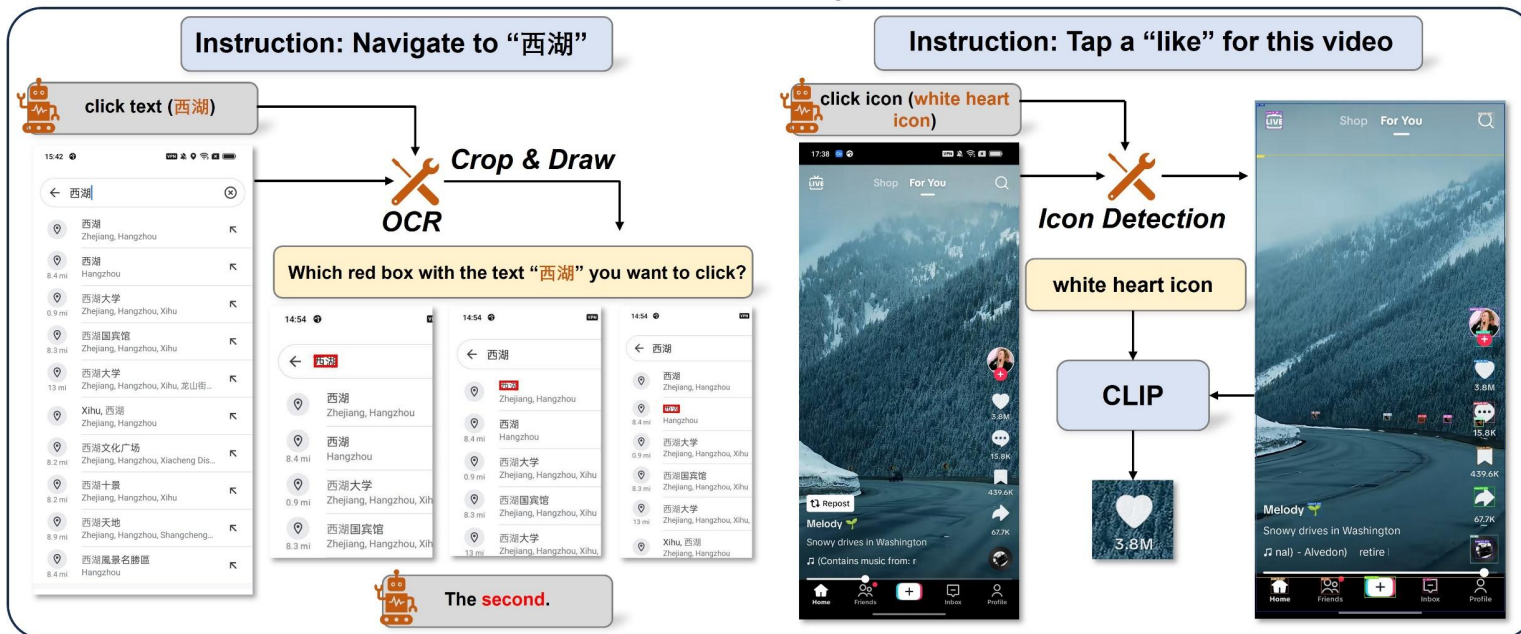 Instruction: Navigate to “西湖”
click text (西湖)
15:42
VPN
西湖
西湖
Zhejiang, Hangzhou
西湖
8.4 mi
Hangzhou
西湖大学
0.9 mi
Zhejiang, Hangzhou, Xihu
西湖国宾馆
8.3 mi
Zhejiang, Hangzhou, Xihu
西湖大学
13 mi
Zhejiang, Hangzhou, Xihu, 龙山街...
Xihu, 西湖
Zhejiang, Hangzhou
西湖文化广场
8.2 mi
Zhejiang, Hangzhou, Xiacheng Dis...
西湖十景
8.2 mi
Zhejiang, Hangzhou, Xihu
西湖天地
8.9 mi
Zhejiang, Hangzhou, Shangcheng...
西湖風景名勝區
8.4 mi
Hangzhou
Crop & Draw
OCR
Which red box with the text “西湖” you want to click?
14:54
西湖
西湖
Zhejiang, Hangzhou
西湖
8.4 mi
Hangzhou
西湖大学
0.9 mi
Zhejiang, Hangzhou, Xih
西湖国宾馆
8.3 mi
Zhejiang, Hangzhou, Xih
14:54
VPN
西湖
西湖
Zhejiang, Hangzhou
西湖
8.4 mi
Hangzhou
西湖大学
0.9 mi
Zhejiang, Hangzhou, Xihu
西湖国宾馆
8.3 mi
Zhejiang, Hangzhou, Xihu
西湖大学
13 mi
Zhejiang, Hangzhou, Xihu,
14:54
VPN
西湖
西湖
Zhejiang, Hangzhou
西湖
8.4 mi
Hangzhou
西湖大学
0.9 mi
Zhejiang, Hangzhou, Xihu
西湖国宾馆
8.3 mi
Zhejiang, Hangzhou, Xihu
西湖大学
13 mi
Zhejiang, Hangzhou, Xihu,
Xihu, 西湖
Zhejiang, Hangzhou
The second.
Instruction: Tap a “like” for this video
click icon (white heart
icon)
17:38
VPN
LIVE
Shop For You
3.8M
15.8K
439.6K
Repost
Melody
67.7K
Snowy drives in Washington
(Contains music from: r
Home Friends Inbox Profile
Icon Detection
white heart icon
CLIP
3.8M
LIVE
Shop For You
3.8M
15.8K
439.6K
Melody
67.7K
Snowy drives in Washington
nal) - Alvedon) retire
Home Friends Inbox Profile